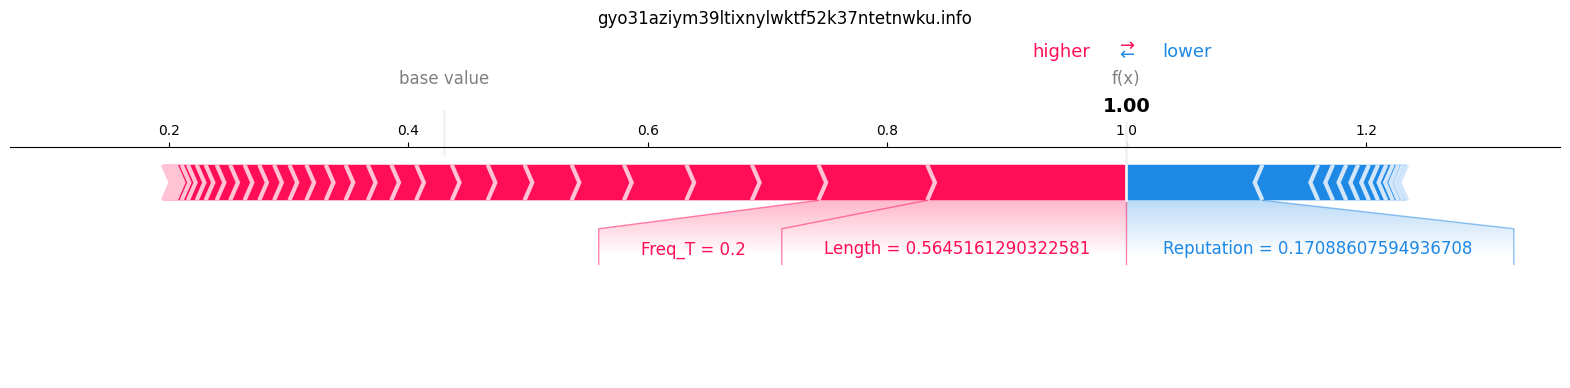 gyo31aziym39ltixnylwktf52k37ntetnwku.info
higher ⇄ lower
base value f(x)
1.00
0.2 0.4 0.6 0.8 1.0 1.2
Freq_T = 0.2 Length = 0.5645161290322581 Reputation = 0.17088607594936708